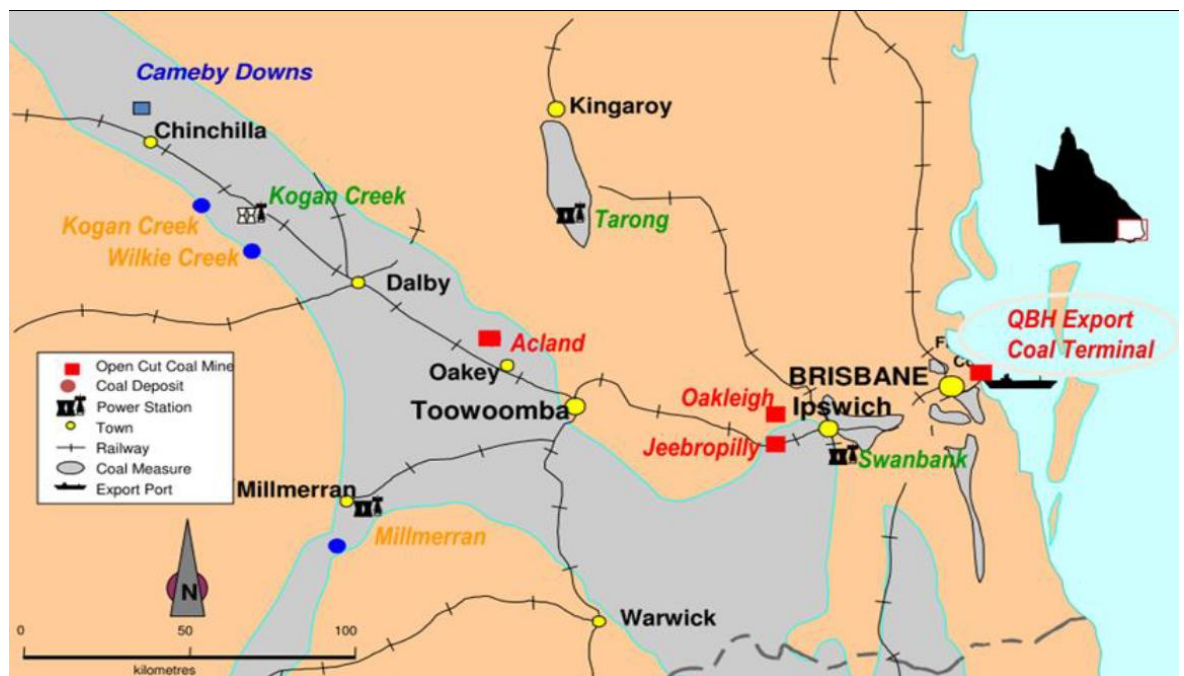 Cameby Downs
Chinchilla
Kingaroy
Kogan Creek
Kogan Creek
Wilkie Creek
Tarong
Dalby
QBH Export
Coal Terminal
Acland
Oakey
BRISBANE
Toowoomba
Oakleigh
Ipswich
Jeebropilly
Swanbank
Millmerran
Millmerran
Warwick
Open Cut Coal Mine
Coal Deposit
Power Station
Town
Railway
Coal Measure
Export Port
N
0 50 100
kilometres